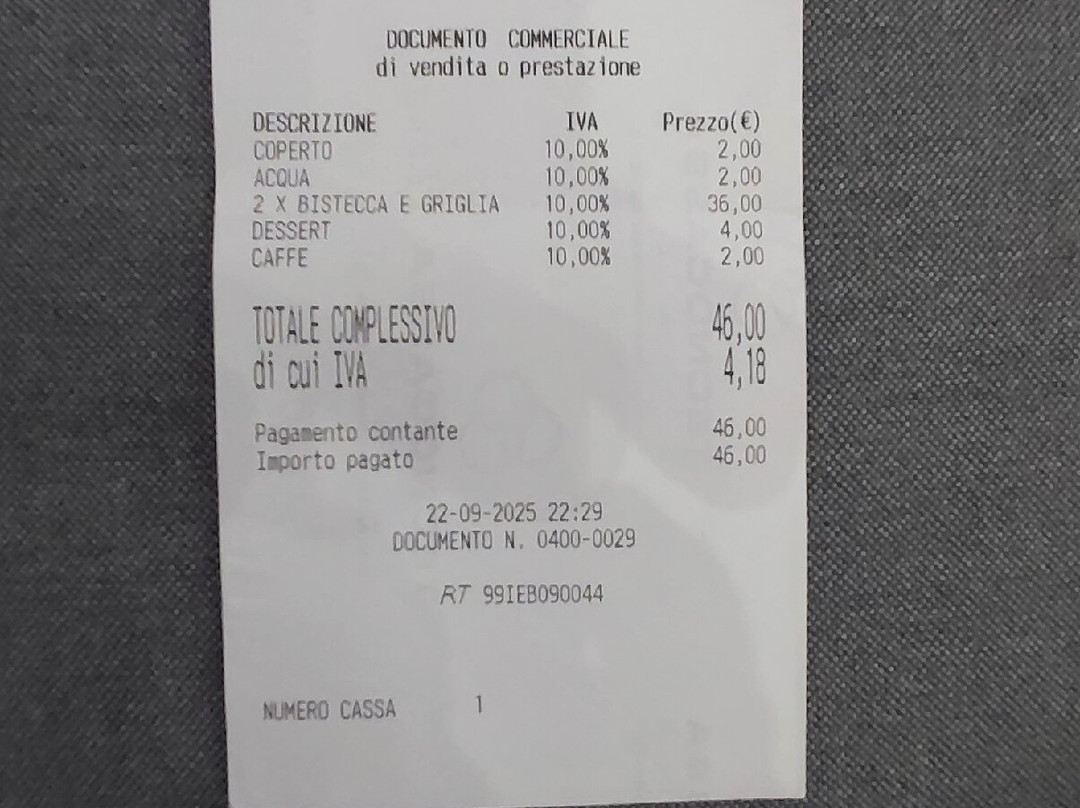 DOCUMENTO COMMERCIALE
di vendita o prestazione
DESCRIZIONE IVA Prezzo(€)
COPERTO 10,00% 2,00
ACQUA 10,00% 2,00
2 X BISTECCA E GRIGLIA 10,00% 36,00
DESSERT 10,00% 4,00
CAFFE 10,00% 2,00
TOTALE COMPLESSIVO 46,00
di cui IVA 4,18
Pagamento contante 46,00
Importo pagato 46,00
22-09-2025 22:29
DOCUMENTO N. 0400-0029
RT 99IEB090044
NUMERO CASSA 1